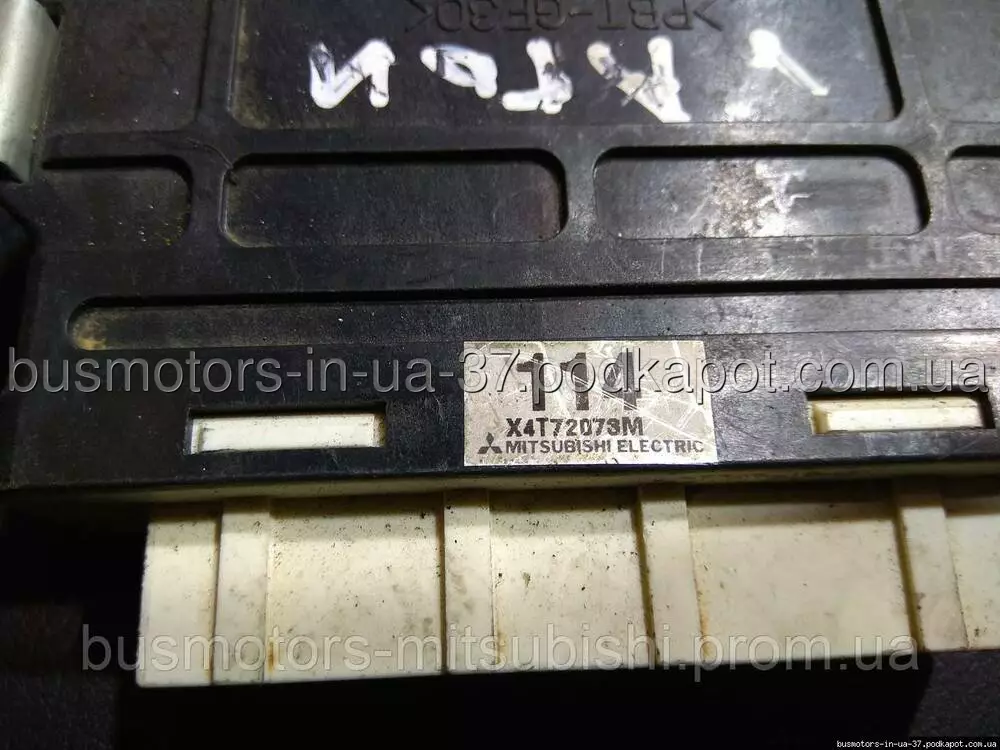 >PBT-GF30<
busmotors-in-ua-37.podkapot.com.ua
111
X4T72073M
MITSUBISHI ELECTRIC
busmotors-mitsubishi.prom.ua
busmotors-in-ua-37.podkapot.com.ua